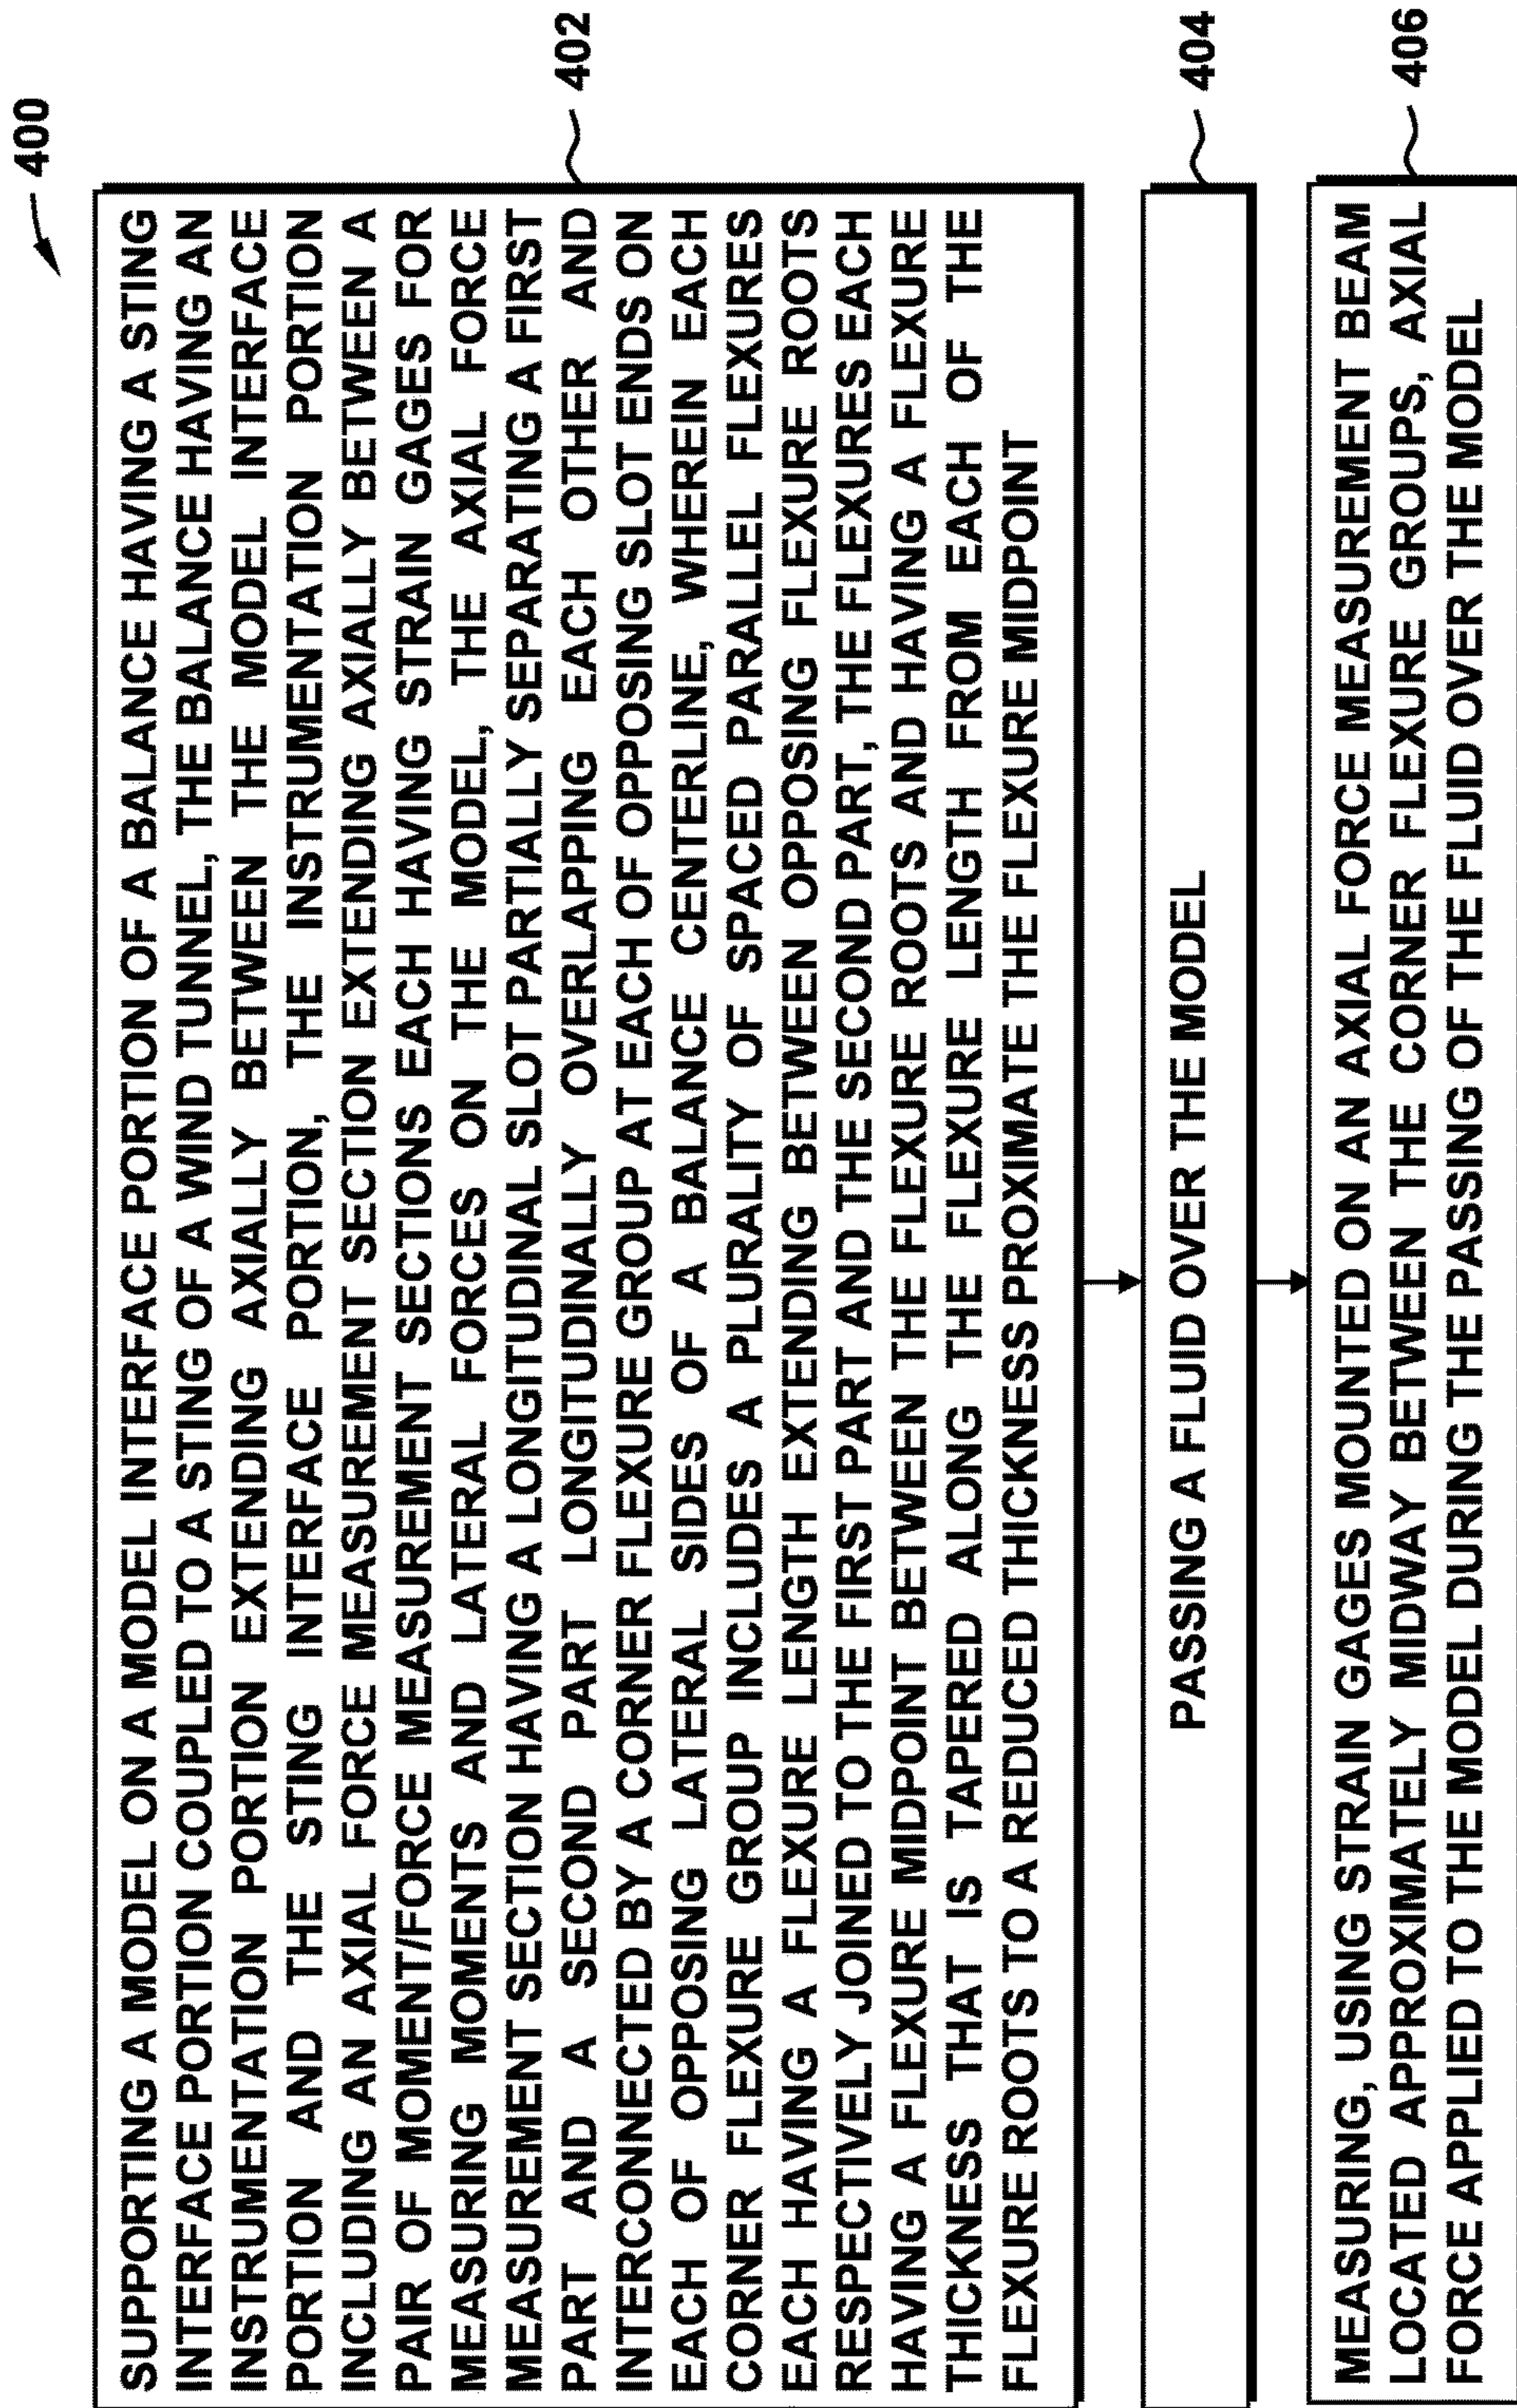 400
SUPPORTING A MODEL ON A MODEL INTERFACE PORTION OF A BALANCE HAVING A STING
INTERFACE PORTION COUPLED TO A STING OF A WIND TUNNEL, THE BALANCE HAVING AN
INSTRUMENTATION PORTION EXTENDING AXIALLY BETWEEN THE MODEL INTERFACE
PORTION AND THE STING INTERFACE PORTION, THE INSTRUMENTATION PORTION
INCLUDING AN AXIAL FORCE MEASUREMENT SECTION EXTENDING AXIALLY BETWEEN A
PAIR OF MOMENT/FORCE MEASUREMENT SECTIONS EACH HAVING STRAIN GAGES FOR
MEASURING MOMENTS AND LATERAL FORCES ON THE MODEL, THE AXIAL FORCE
MEASUREMENT SECTION HAVING A LONGITUDINAL SLOT PARTIALLY SEPARATING A FIRST
PART AND A SECOND PART LONGITUDINALLY OVERLAPPING EACH OTHER AND
INTERCONNECTED BY A CORNER FLEXURE GROUP AT EACH OF OPPOSING SLOT ENDS ON
EACH OF OPPOSING LATERAL SIDES OF A BALANCE CENTERLINE, WHEREIN EACH
CORNER FLEXURE GROUP INCLUDES A PLURALITY OF SPACED PARALLEL FLEXURES
EACH HAVING A FLEXURE LENGTH EXTENDING BETWEEN OPPOSING FLEXURE ROOTS
RESPECTIVELY JOINED TO THE FIRST PART AND THE SECOND PART, THE FLEXURES EACH
HAVING A FLEXURE MIDPOINT BETWEEN THE FLEXURE ROOTS AND HAVING A FLEXURE
THICKNESS THAT IS TAPERED ALONG THE FLEXURE LENGTH FROM EACH OF THE
FLEXURE ROOTS TO A REDUCED THICKNESS PROXIMATE THE FLEXURE MIDPOINT
402
PASSING A FLUID OVER THE MODEL
404
MEASURING, USING STRAIN GAGES MOUNTED ON AN AXIAL FORCE MEASUREMENT BEAM
LOCATED APPROXIMATELY MIDWAY BETWEEN THE CORNER FLEXURE GROUPS, AXIAL
FORCE APPLIED TO THE MODEL DURING THE PASSING OF THE FLUID OVER THE MODEL
406